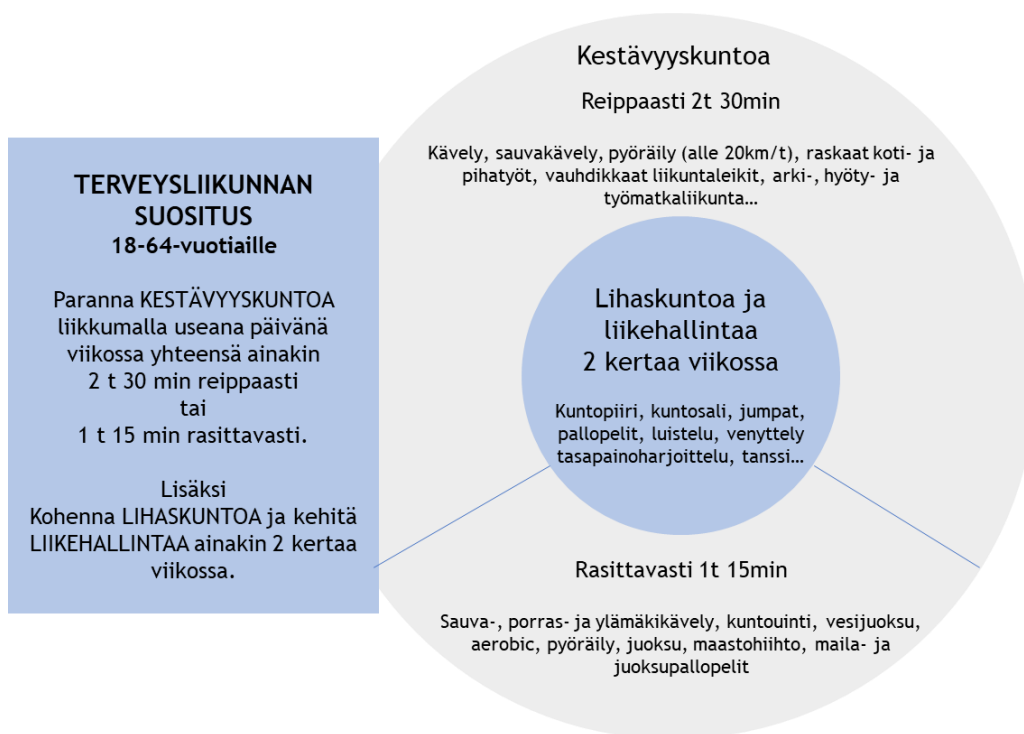 TERVEYSLIIKUNNAN
SUOSITUS
18-64-vuotiaille
Paranna KESTÄVYYSKUNTOA
liikkumalla useana päivänä
viikossa yhteensä ainakin
2 t 30 min reippaasti
tai
1 t 15 min rasittavasti.
Lisäksi
Kohenna LIHASKUNTOA ja kehitä
LIIKEHALLINTAA ainakin 2 kertaa
viikossa.
Kestävyyskuntoa
Reippaasti 2t 30min
Kävely, sauvakävely, pyöräily (alle 20km/t), raskaat koti- ja
pihatyöt, vauhdikkaat liikuntaleikit, arki-, hyöty- ja
työmatkaliikunta…
Lihaskuntoa ja
liikehallintaa
2 kertaa viikossa
Kuntopiiri, kuntosali, jumpat,
pallopelit, luistelu, venyttely
tasapainoharjoittelu, tanssi…
Rasittavasti 1t 15min
Sauva-, porras- ja ylämäkikävely, kuntouinti, vesijuoksu,
aerobic, pyöräily, juoksu, maastohiihto, maila- ja
juoksupallopelit